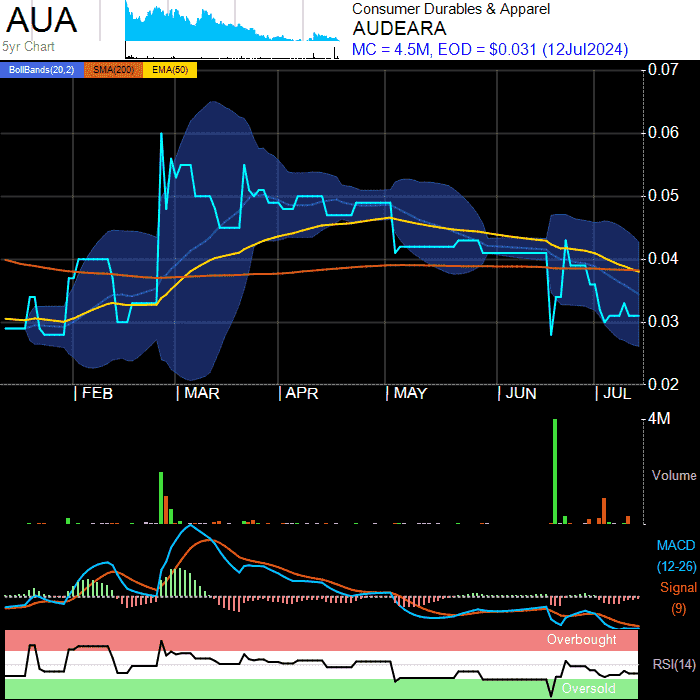 AUA
5yr Chart
Consumer Durables & Apparel
AUDEARA
MC = 4.5M, EOD = $0.031 (12Jul2024)
BollBands(20,2) SMA(200) EMA(50)
0.07
0.06
0.05
0.04
0.03
0.02
FEB MAR APR MAY JUN JUL
4M
Volume
MACD
(12-26)
Signal
(9)
Overbought
RSI(14)
Oversold